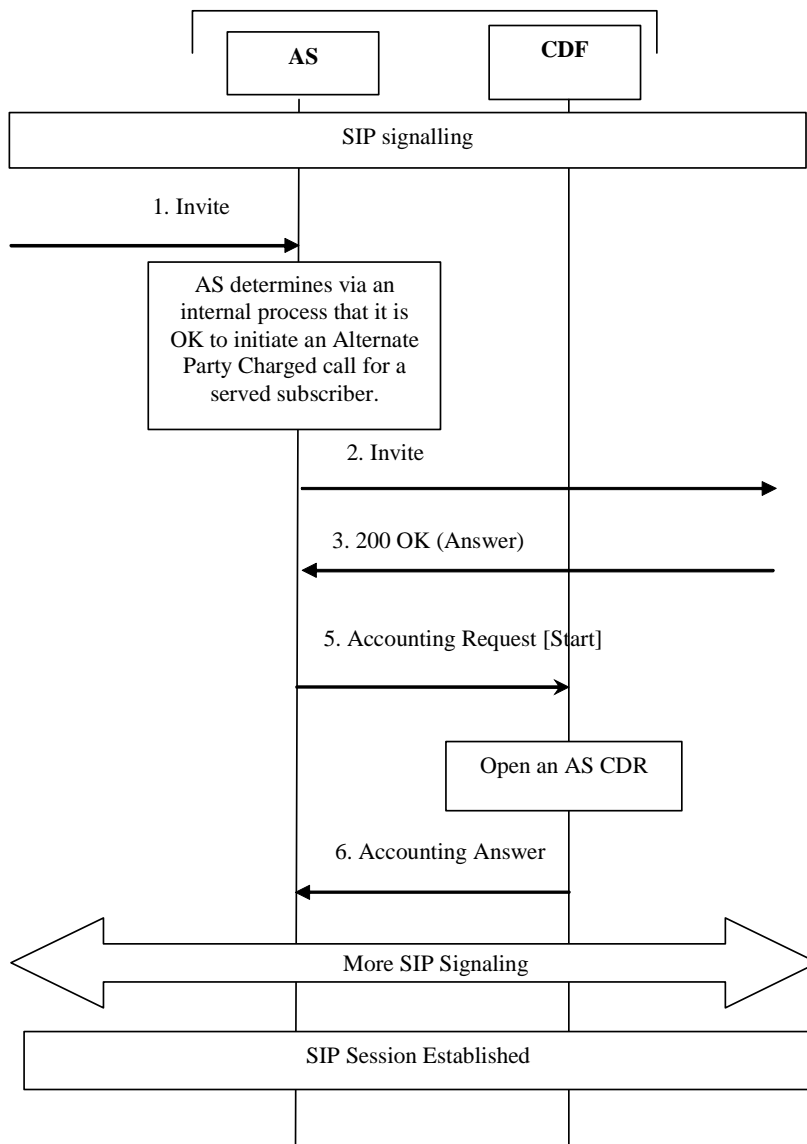 AS
CDF
SIP signalling
1. Invite
AS determines via an
internal process that it is
OK to initiate an Alternate
Party Charged call for a
served subscriber.
2. Invite
3. 200 OK (Answer)
5. Accounting Request [Start]
Open an AS CDR
6. Accounting Answer
More SIP Signaling
SIP Session Established